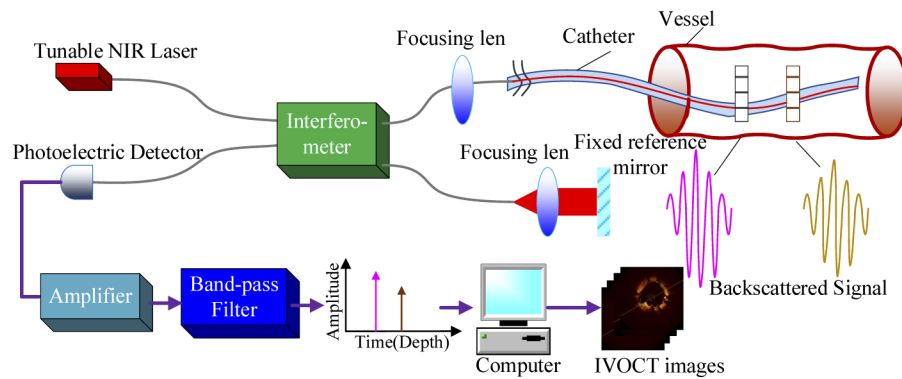 Tunable NIR Laser
Focusing len
Catheter
Vessel
Interfero-
meter
Photoelectric Detector
Focusing len
Fixed reference
mirror
Amplifier
Band-pass
Filter
Amplitude
Time(Depth)
Computer
IVOCT images
Backscattered Signal